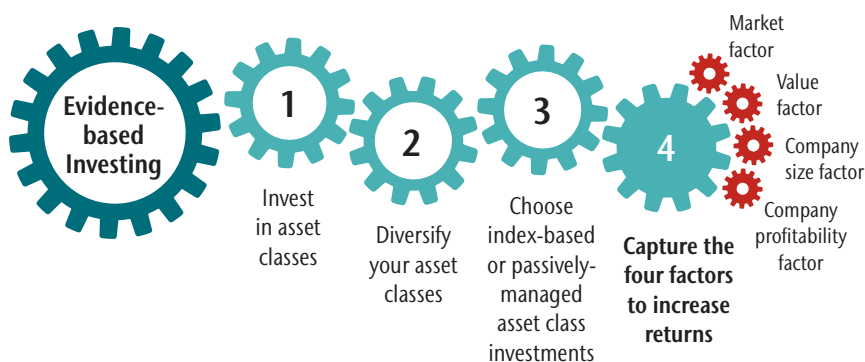 Evidence-
based
Investing
1
Invest
in asset
classes
2
Diversify
your asset
classes
3
Choose
index-based
or passively-
managed
asset class
investments
4
Capture the
four factors
to increase
returns
Market
factor
Value
factor
Company
size factor
Company
profitability
factor